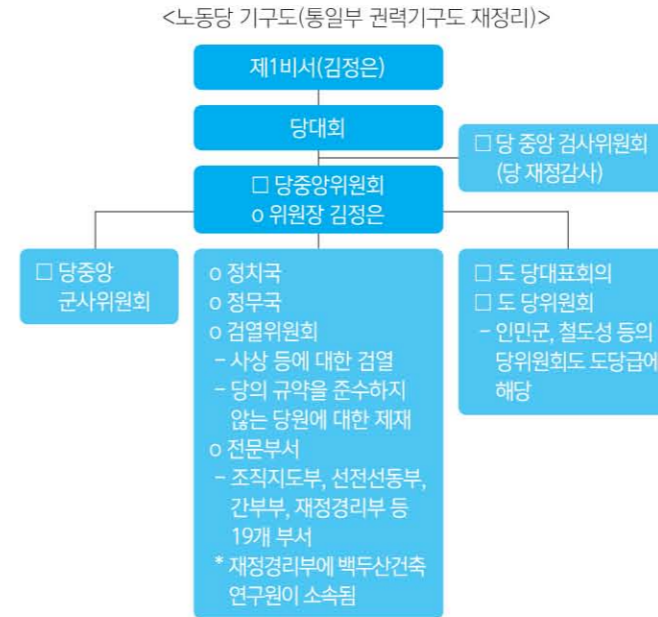 <노동당 기구도(통일부 권력기구도 재정리)>
제1비서(김정은)
당대회
□ 당 중앙 검사위원회
(당 재정감사)
□ 당중앙위원회
o 위원장 김정은
□ 당중앙
군사위원회
o 정치국
o 정무국
o 검열위원회
- 사상 등에 대한 검열
- 당의 규약을 준수하지
않는 당원에 대한 제재
o 전문부서
- 조직지도부, 선전선동부,
간부부, 재정경리부 등
19개 부서
* 재정경리부에 백두산건축
연구원이 소속됨
□ 도 당대표회의
□ 도 당위원회
- 인민군, 철도성 등의
당위원회도 도당급에
해당